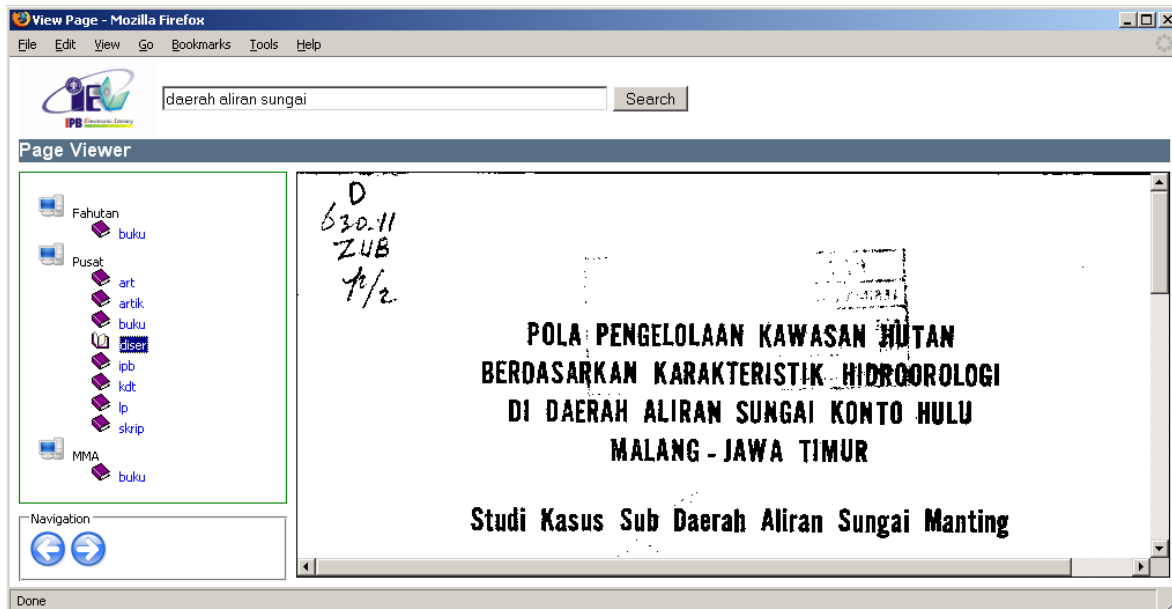 View Page - Mozilla Firefox
File Edit View Go Bookmarks Tools Help
IPB Electronic Library
daerah aliran sungai
Search
Page Viewer
Fahutan
buku
Pusat
art
artik
buku
diser
ipb
kdt
lp
skrip
MMA
buku
Navigation
D
630.11
ZUB
POLA PENGELOLAAN KAWASAN HUTAN
BERDASARKAN KARAKTERISTIK HIDROOROLOGI
DI DAERAH ALIRAN SUNGAI KONTO HULU
MALANG - JAWA TIMUR
Studi Kasus Sub Daerah Aliran Sungai Manting
Done